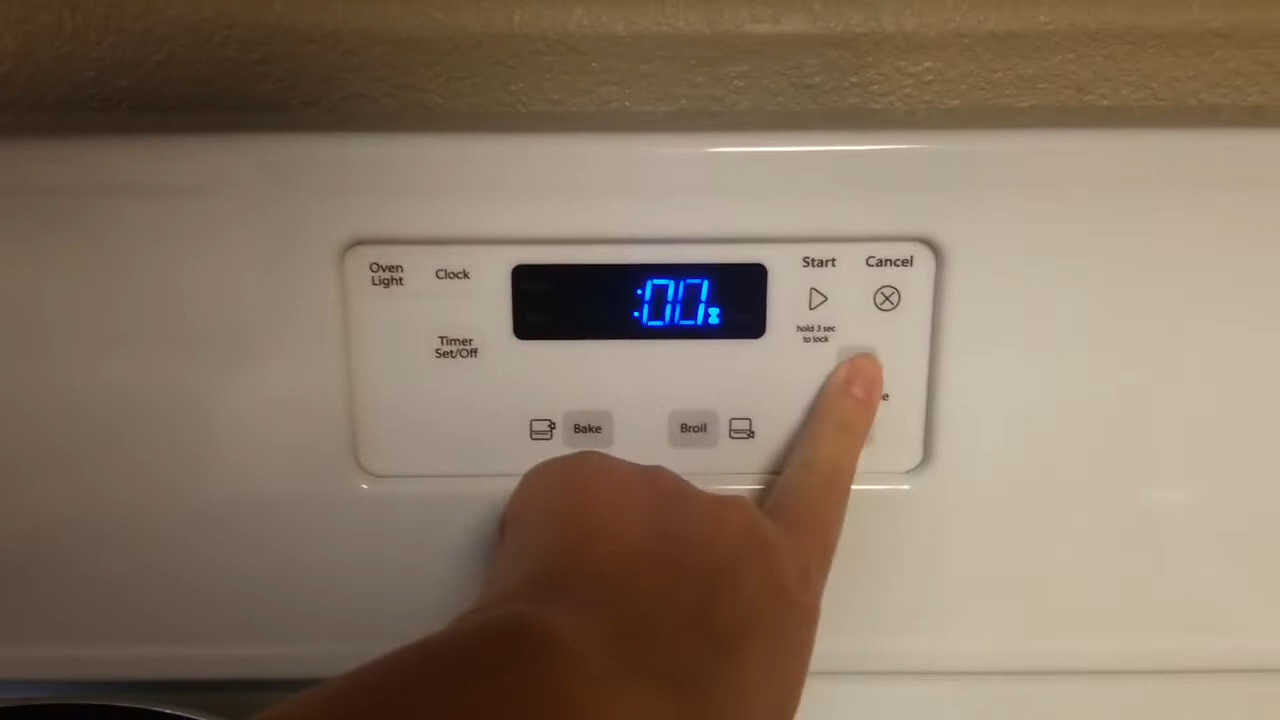 Oven
Light
Clock
:00
Start
Cancel
hold 3 sec
to lock
Timer
Set/Off
Bake
Broil